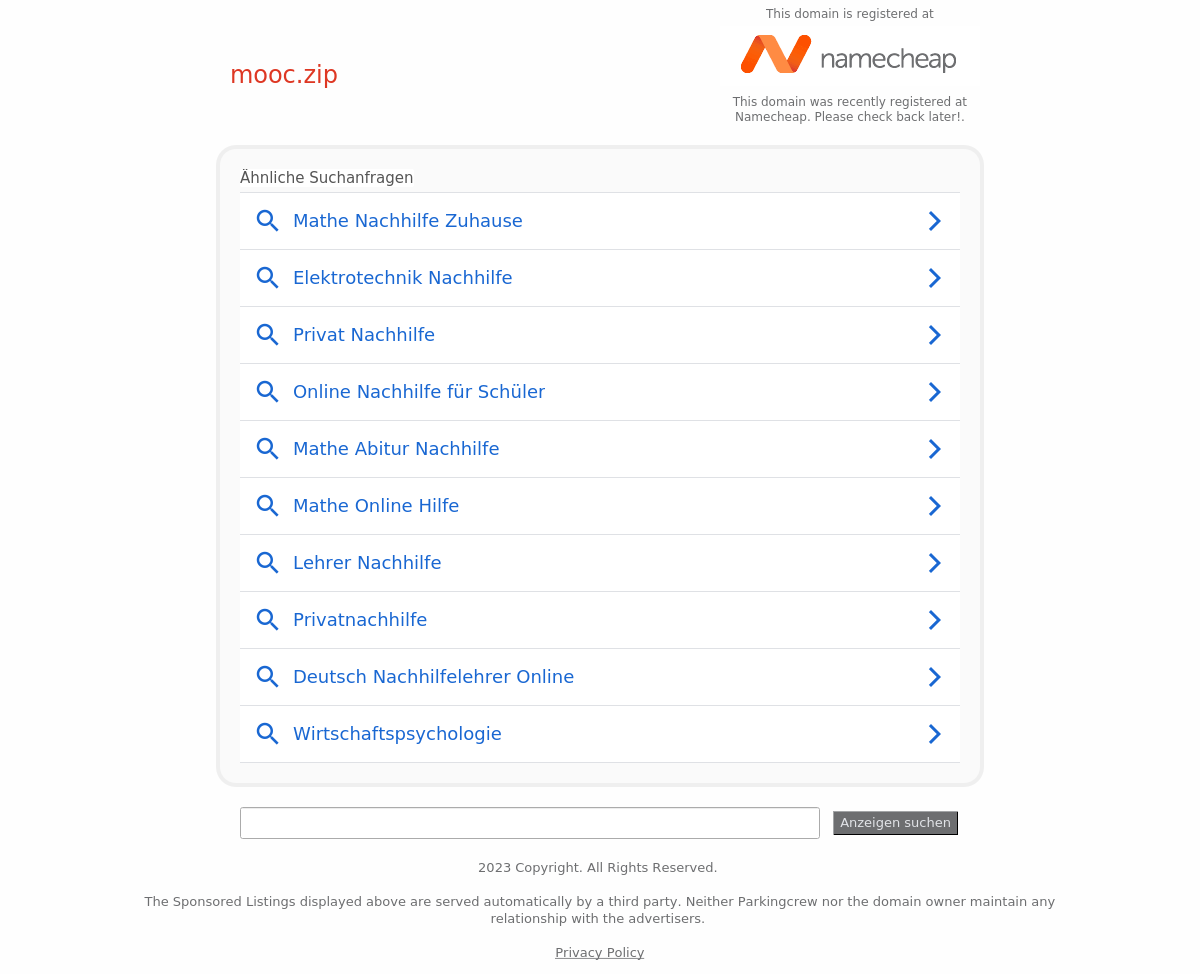 This domain is registered at
mooc.zip
namecheap
This domain was recently registered at
Namecheap. Please check back later!.
Ähnliche Suchanfragen
Mathe Nachhilfe Zuhause
Elektrotechnik Nachhilfe
Privat Nachhilfe
Online Nachhilfe für Schüler
Mathe Abitur Nachhilfe
Mathe Online Hilfe
Lehrer Nachhilfe
Privatnachhilfe
Deutsch Nachhilfelehrer Online
Wirtschaftspsychologie
Anzeigen suchen
2023 Copyright. All Rights Reserved.
The Sponsored Listings displayed above are served automatically by a third party. Neither Parkingcrew nor the domain owner maintain any
relationship with the advertisers.
Privacy Policy